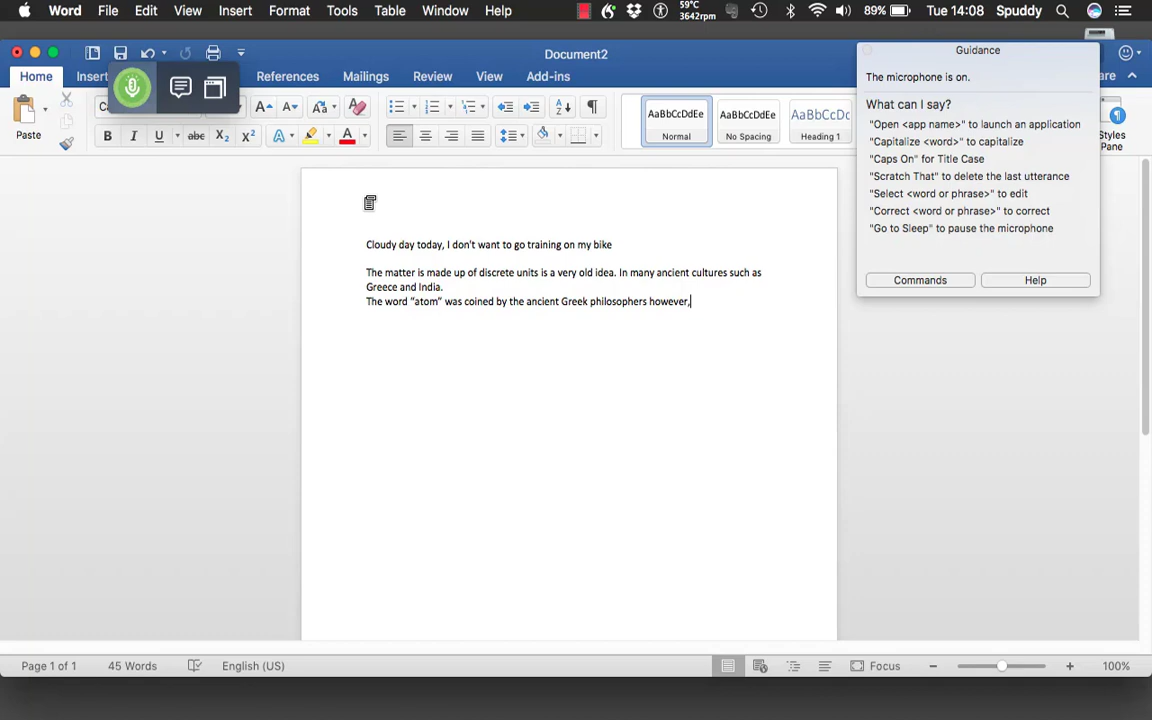 Word File Edit View Insert Format Tools Table Window Help 59°C 3642rpm 89% Tue 14:08 Spuddy
Document2
Home Insert References Mailings Review View Add-ins are
Paste
B I U abc X₂ X² A A
AaBbCcDdEe AaBbCcDdEe AaBbCcDc
Normal No Spacing Heading 1
Styles
Pane
Guidance
The microphone is on.
What can I say?
"Open <app name>" to launch an application
"Capitalize <word>" to capitalize
"Caps On" for Title Case
"Scratch That" to delete the last utterance
"Select <word or phrase>" to edit
"Correct <word or phrase>" to correct
"Go to Sleep" to pause the microphone
Commands Help
Cloudy day today, I don't want to go training on my bike
The matter is made up of discrete units is a very old idea. In many ancient cultures such as
Greece and India.
The word “atom” was coined by the ancient Greek philosophers however,
Page 1 of 1 45 Words English (US) Focus 100%